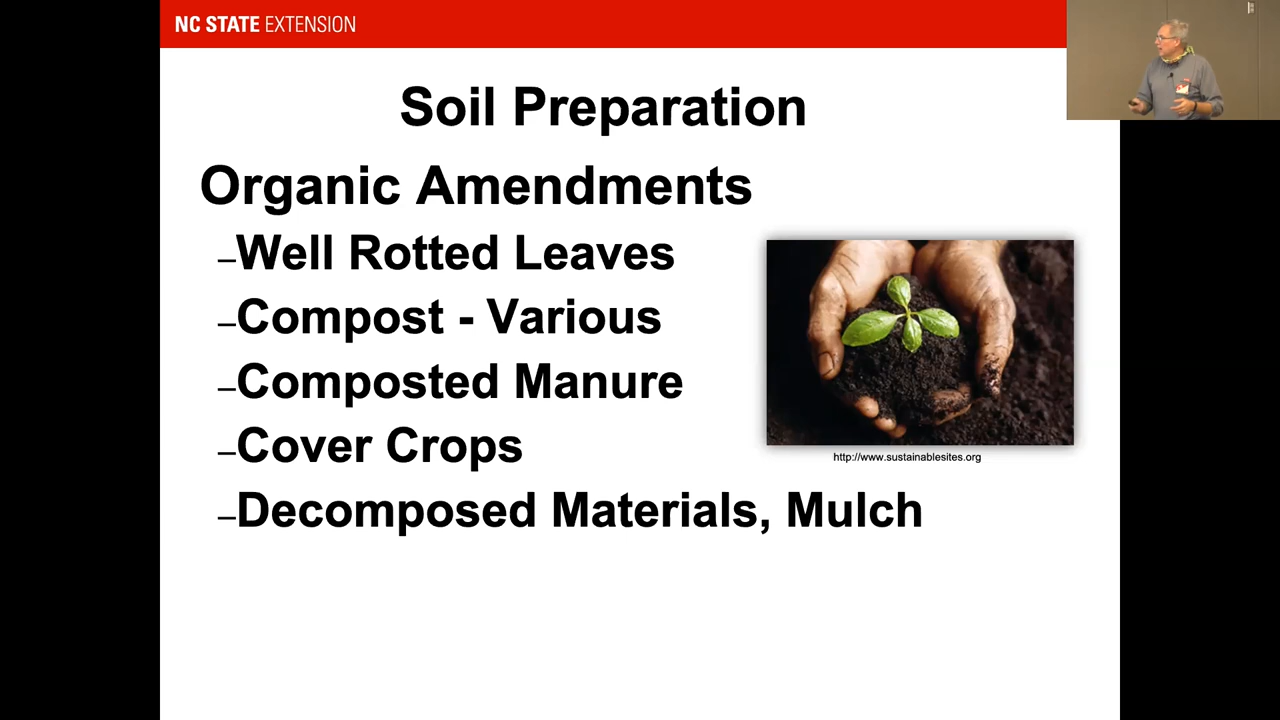 NC STATE EXTENSION
Soil Preparation
Organic Amendments
–Well Rotted Leaves
–Compost - Various
–Composted Manure
–Cover Crops
–Decomposed Materials, Mulch
http://www.sustainablesites.org